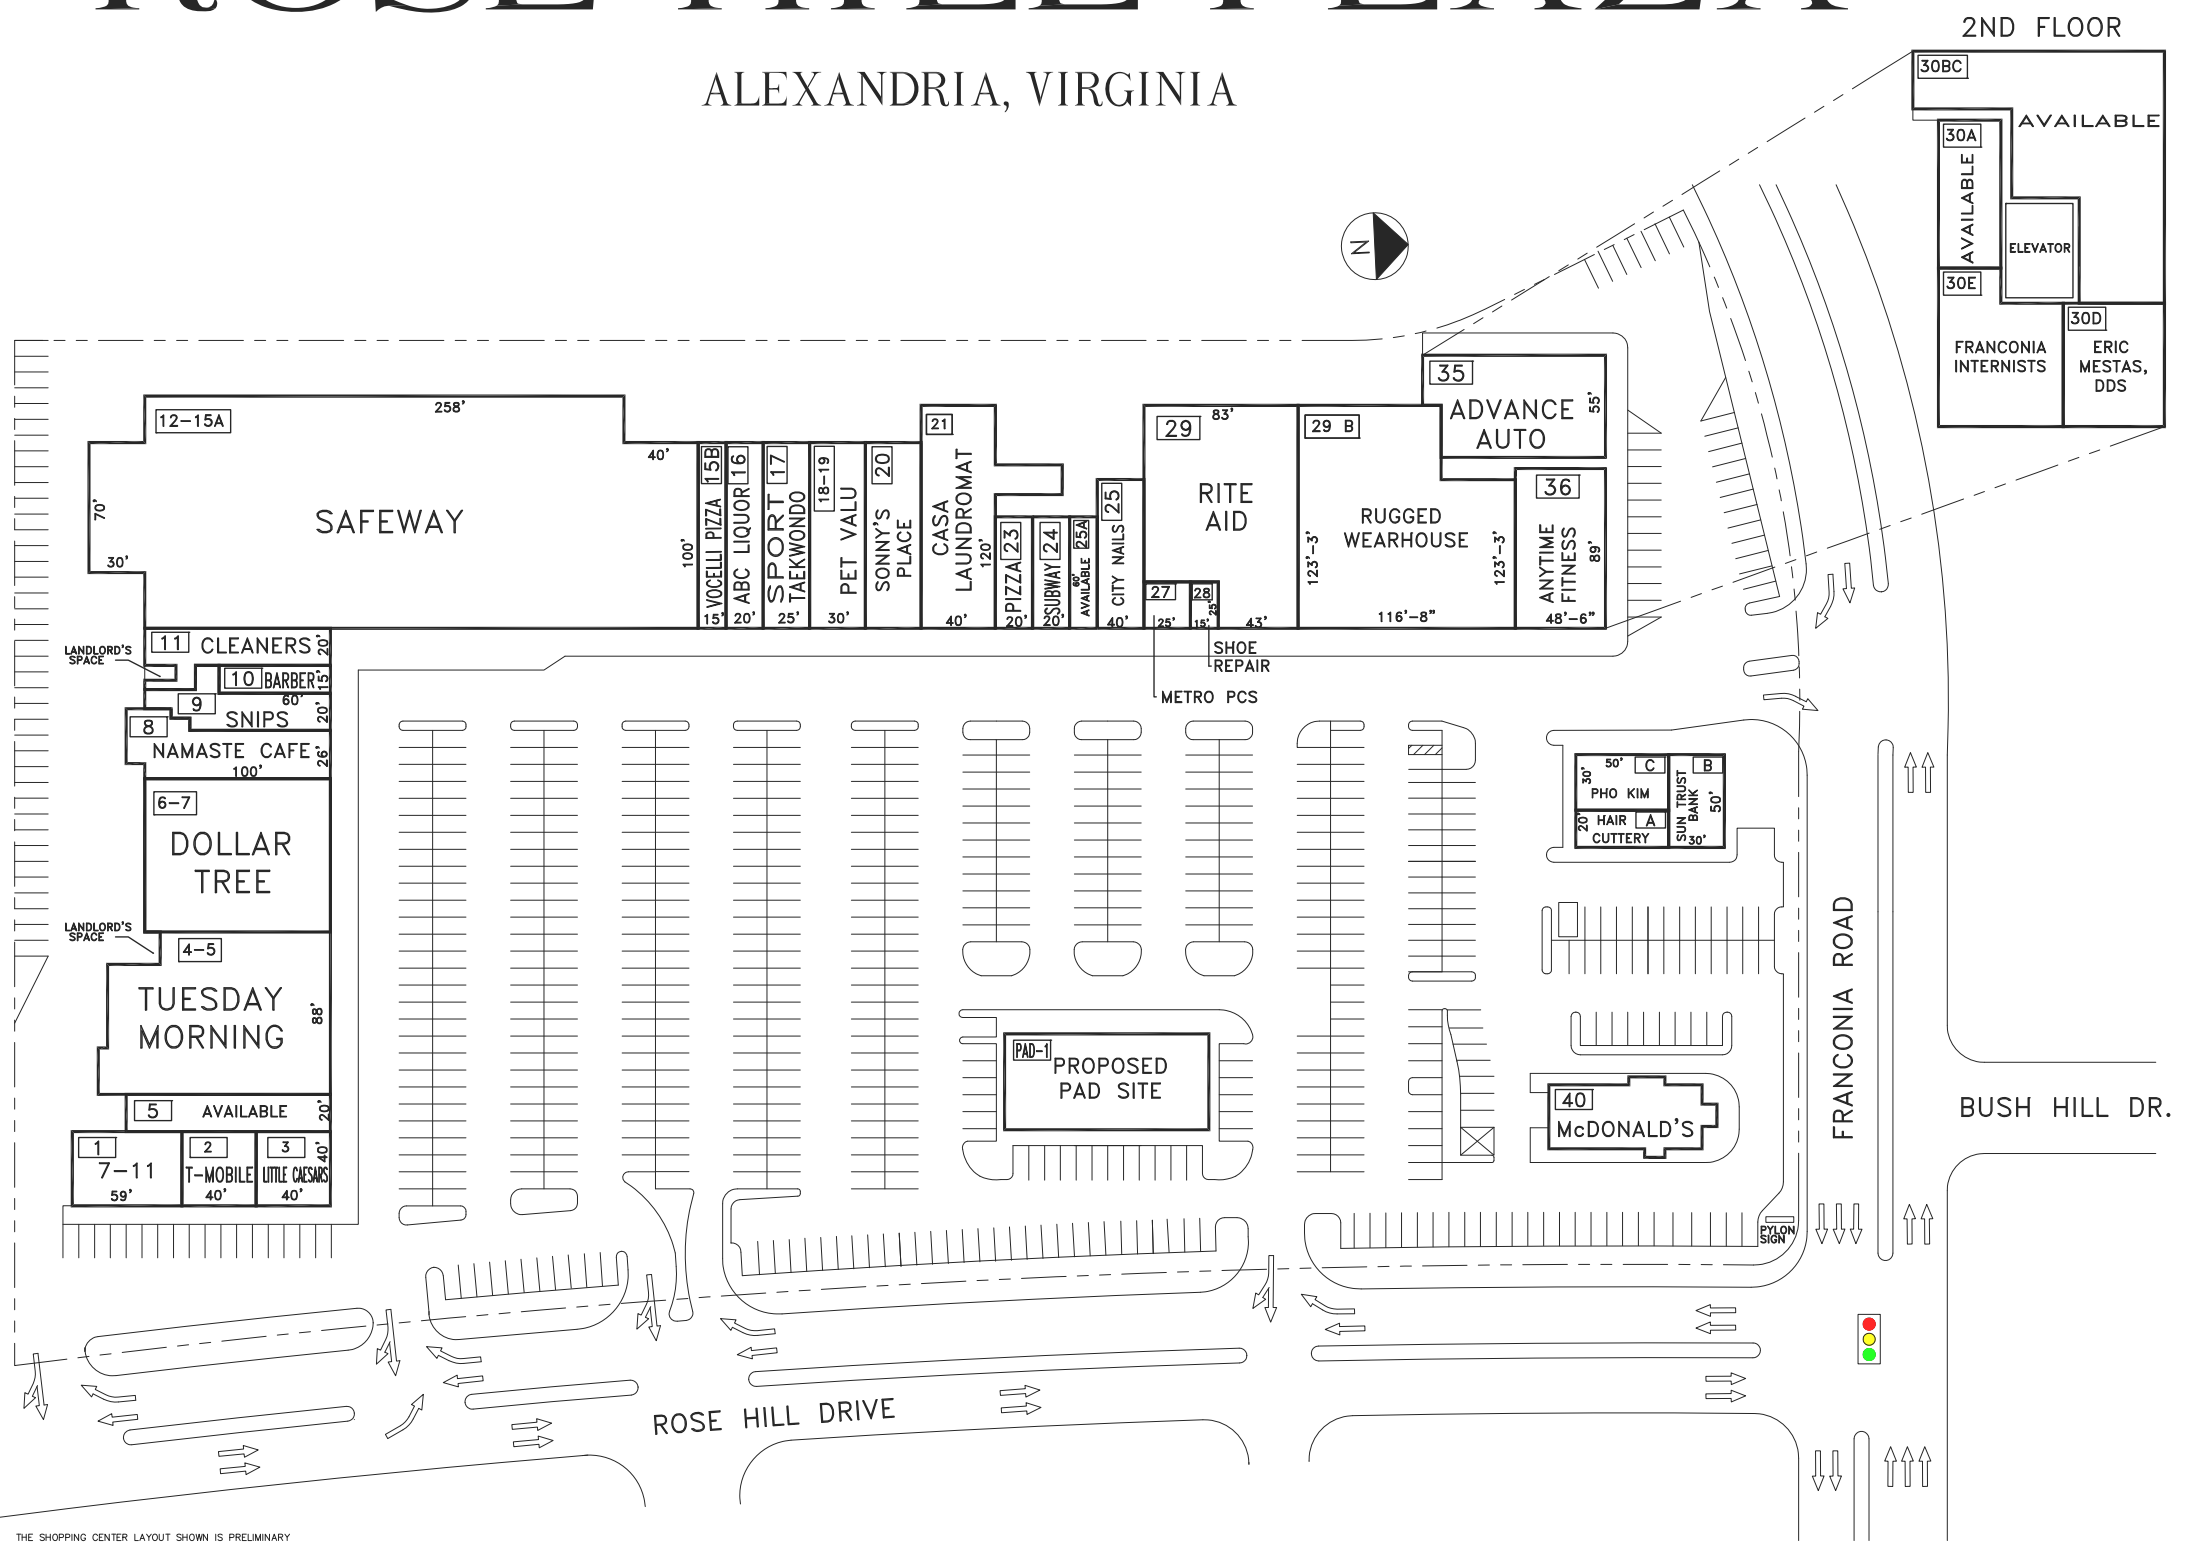 ROSE HILL PLAZA
ALEXANDRIA, VIRGINIA
2ND FLOOR
30BC
AVAILABLE
30A
AVAILABLE
ELEVATOR
30E
FRANCONIA
INTERNISTS
30D
ERIC
MESTAS,
DDS
N
12-15A
258'
40'
70'
30'
SAFEWAY
100'
15B
VOCELLI PIZZA
15'
16
ABC LIQUOR
20'
17
SPORT
TAEKWONDO
25'
18-19
PET VALU
30'
20
SONNY'S
PLACE
21
CASA
LAUNDROMAT
120'
40'
23
PIZZA
20'
24
SUBWAY
20'
25A
60'
AVAILABLE
25
CITY NAILS
40'
29
83'
RITE
AID
27
25'
28
25'
15'
43'
SHOE
REPAIR
METRO PCS
29 B
RUGGED
WEARHOUSE
123'-3'
123'-3'
116'-8"
35
ADVANCE
AUTO
55'
36
ANYTIME
FITNESS
89'
48'-6"
11
CLEANERS
20'
LANDLORD'S
SPACE
10
BARBER
15'
60'
9
SNIPS
20'
8
NAMASTE CAFE
26'
100'
6-7
DOLLAR
TREE
LANDLORD'S
SPACE
4-5
TUESDAY
MORNING
88'
5
AVAILABLE
20'
1
7-11
59'
2
T-MOBILE
40'
3
LITTLE CAESARS
40'
40'
50'
C
30'
PHO KIM
20'
HAIR
A
CUTTERY
B
SUN TRUST
BANK
50'
30'
PAD-1
PROPOSED
PAD SITE
40
McDONALD'S
PYLON
SIGN
FRANCONIA ROAD
BUSH HILL DR.
ROSE HILL DRIVE
THE SHOPPING CENTER LAYOUT SHOWN IS PRELIMINARY